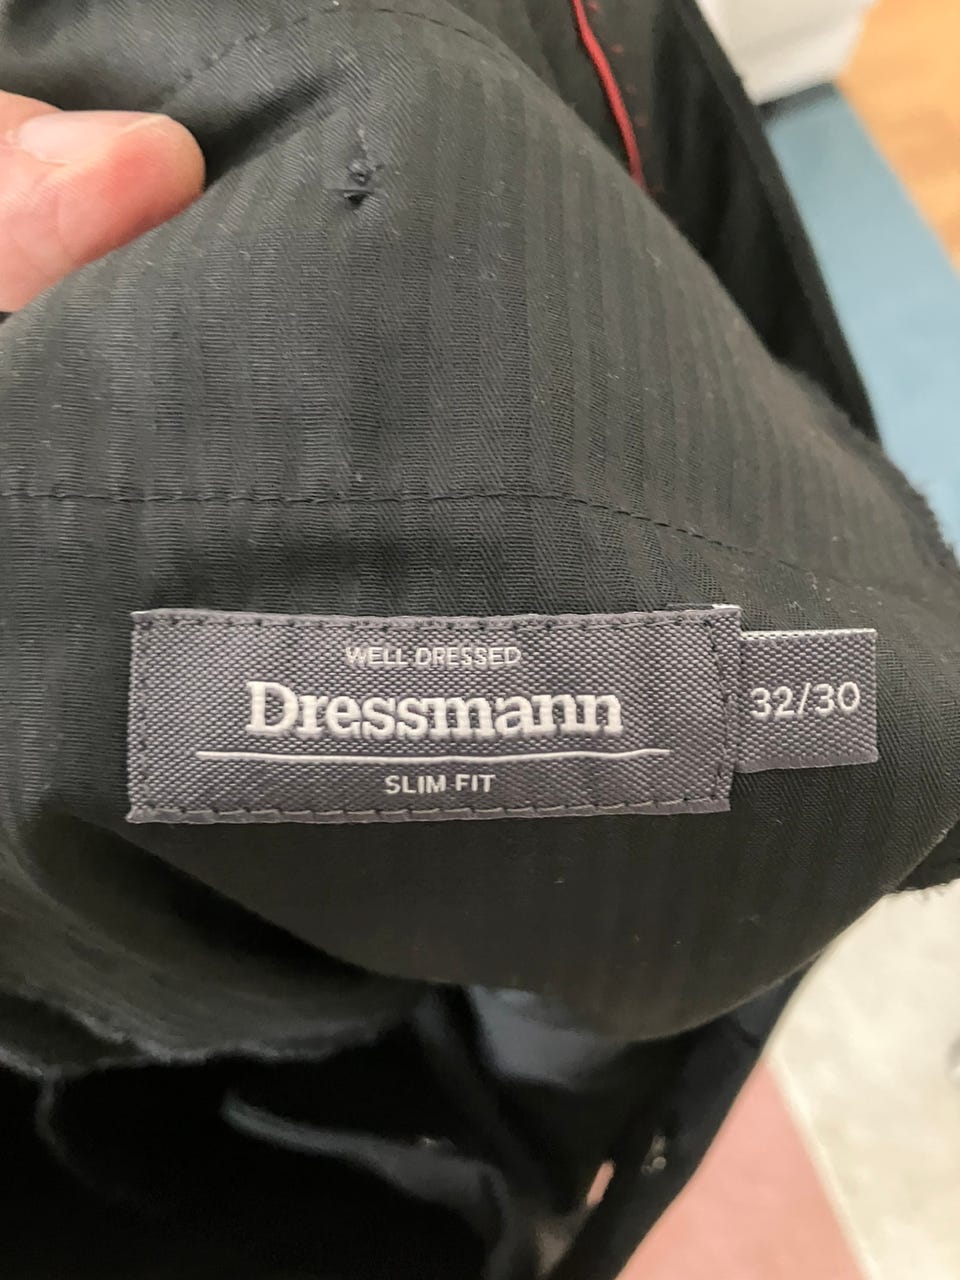 WELL DRESSED
Dressmann
SLIM FIT
32/30